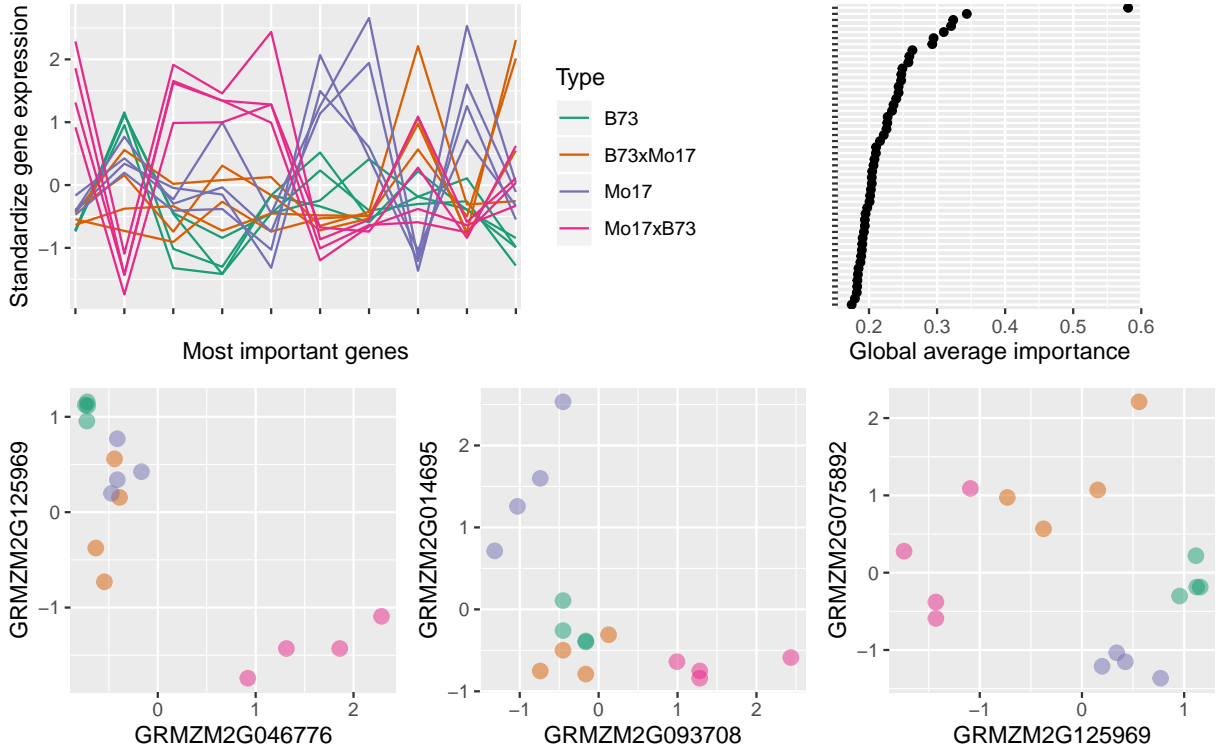 Standardize gene expression
2
1
0
−1
Most important genes
Type
B73
B73xMo17
Mo17
Mo17xB73
0.2 0.3 0.4 0.5 0.6
Global average importance
GRMZM2G125969
1
0
−1
0 1 2
GRMZM2G046776
GRMZM2G014695
2
1
0
−1
−1 0 1 2
GRMZM2G093708
GRMZM2G075892
2
1
0
−1
−1 0 1
GRMZM2G125969